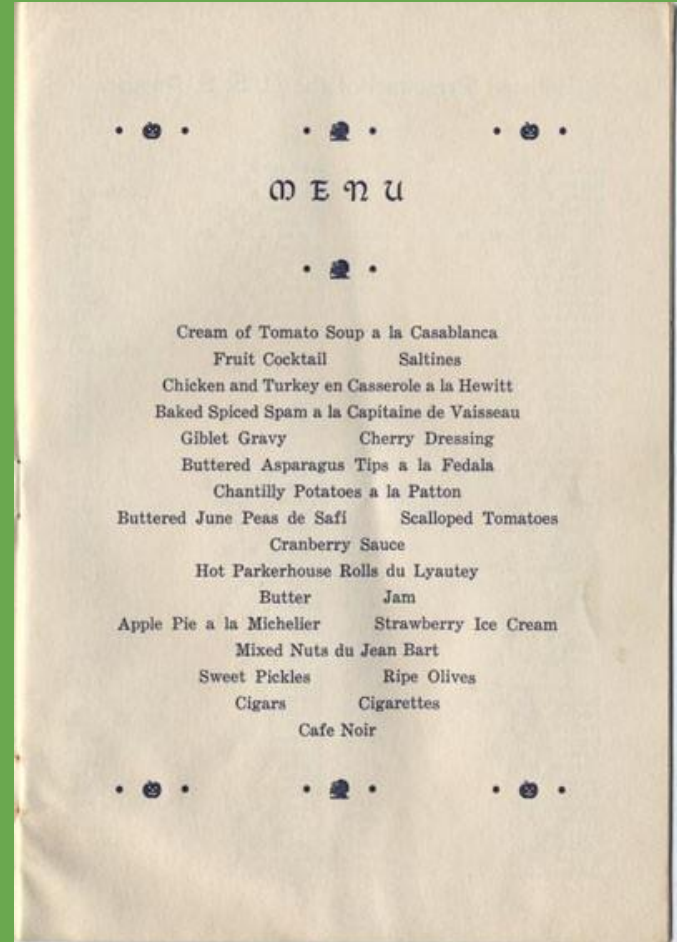 MENU
Cream of Tomato Soup a la Casablanca
Fruit Cocktail Saltines
Chicken and Turkey en Casserole a la Hewitt
Baked Spiced Spam a la Capitaine de Vaisseau
Giblet Gravy Cherry Dressing
Buttered Asparagus Tips a la Fedala
Chantilly Potatoes a la Patton
Buttered June Peas de Safi Scalloped Tomatoes
Cranberry Sauce
Hot Parkerhouse Rolls du Lyautey
Butter Jam
Apple Pie a la Michelier Strawberry Ice Cream
Mixed Nuts du Jean Bart
Sweet Pickles Ripe Olives
Cigars Cigarettes
Cafe Noir